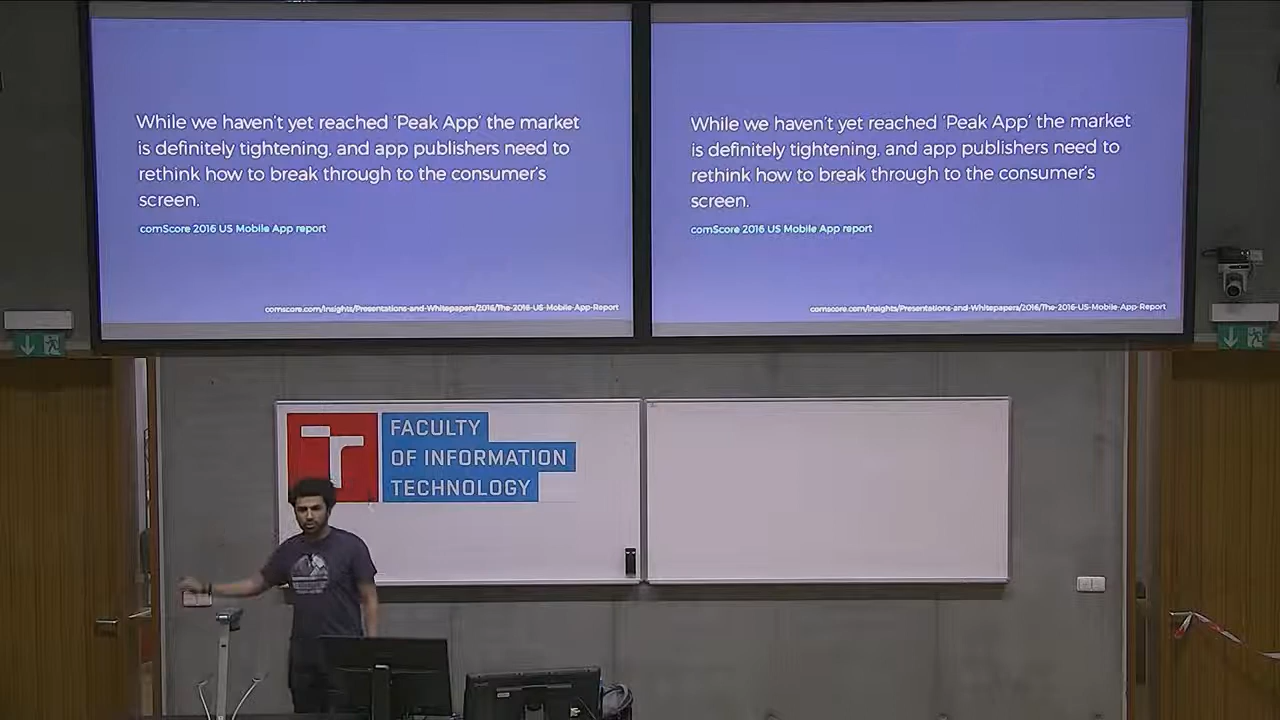 While we haven't yet reached 'Peak App' the market
is definitely tightening, and app publishers need to
rethink how to break through to the consumer's
screen.
comScore 2016 US Mobile App report
comscore.com/Insights/Presentations-and-Whitepapers/2016/The-2016-US-Mobile-App-Report
While we haven't yet reached 'Peak App' the market
is definitely tightening, and app publishers need to
rethink how to break through to the consumer's
screen.
comScore 2016 US Mobile App report
comscore.com/Insights/Presentations-and-Whitepapers/2016/The-2016-US-Mobile-App-Report
T
FACULTY
OF INFORMATION
TECHNOLOGY